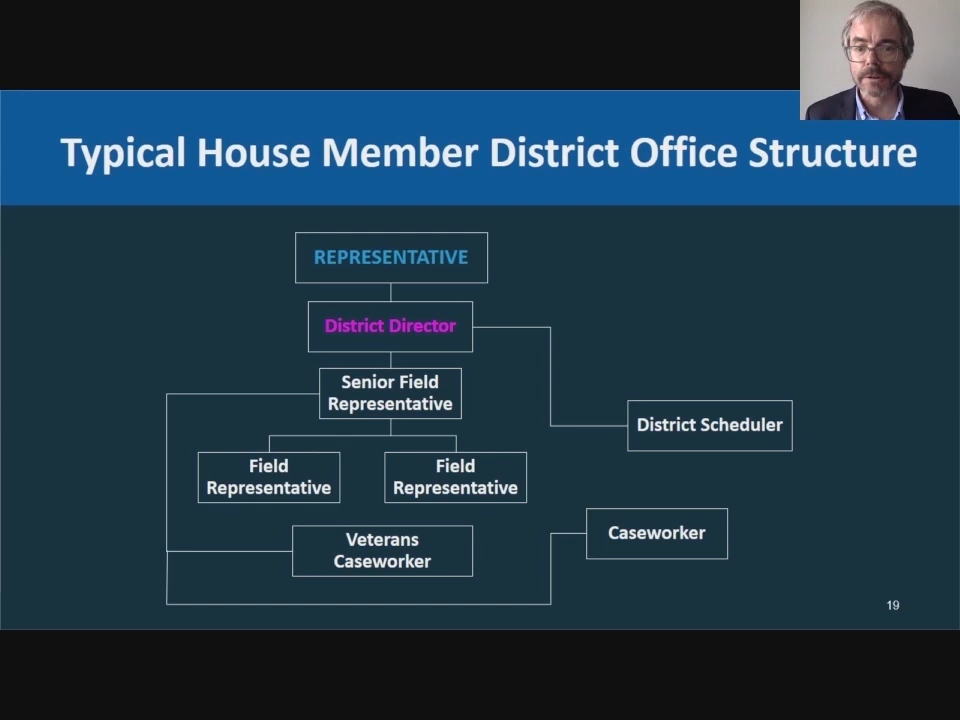 Typical House Member District Office Structure
REPRESENTATIVE
District Director
Senior Field
Representative
District Scheduler
Field
Representative
Field
Representative
Veterans
Caseworker
Caseworker
19